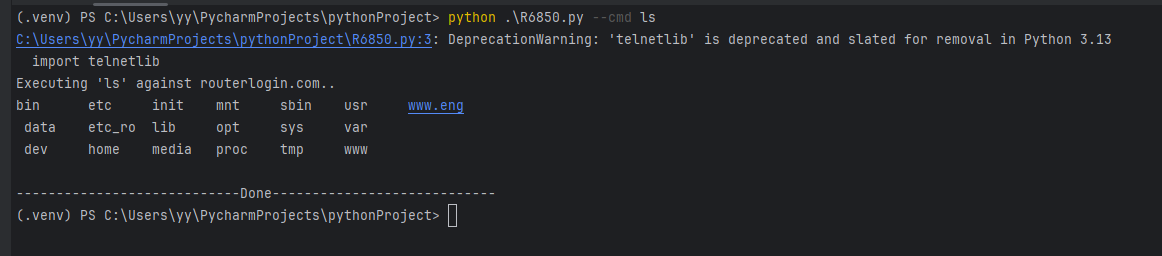 (.venv) PS C:\Users\yy\PycharmProjects\pythonProject> python .\R6850.py --cmd ls
C:\Users\yy\PycharmProjects\pythonProject\R6850.py:3: DeprecationWarning: 'telnetlib' is deprecated and slated for removal in Python 3.13
  import telnetlib
Executing 'ls' against routerlogin.com..
bin      etc     init    mnt     sbin    usr     www.eng
 data    etc_ro  lib     opt     sys     var
 dev     home    media   proc    tmp     www
----------------------------Done----------------------------
(.venv) PS C:\Users\yy\PycharmProjects\pythonProject>